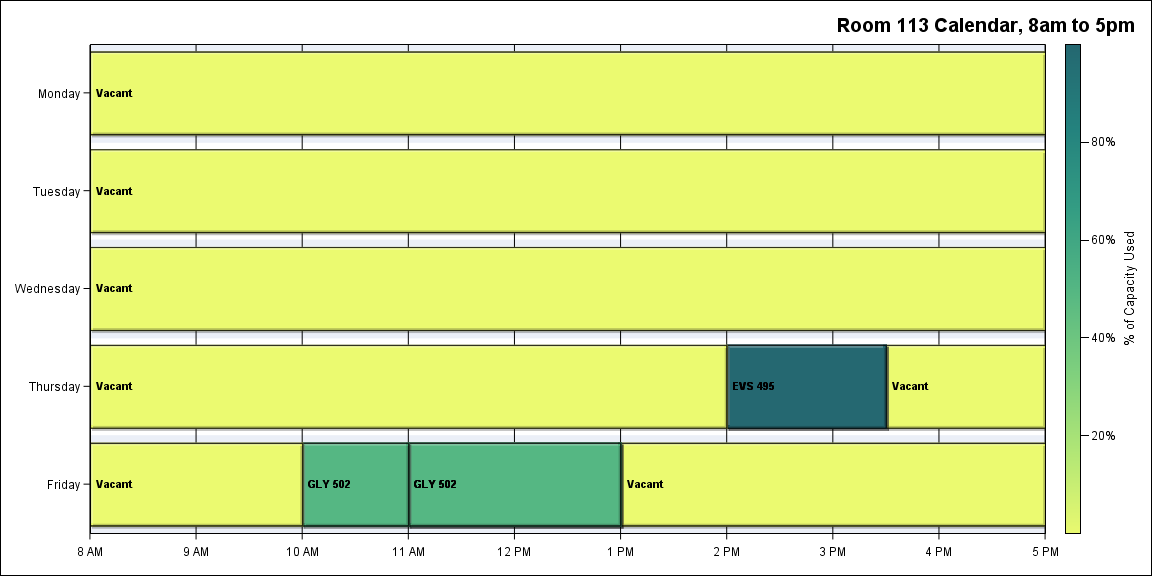 Room 113 Calendar, 8am to 5pm
Monday
Vacant
Tuesday
Vacant
Wednesday
Vacant
Thursday
Vacant
EVS 495
Vacant
Friday
Vacant
GLY 502
GLY 502
Vacant
8 AM
9 AM
10 AM
11 AM
12 PM
1 PM
2 PM
3 PM
4 PM
5 PM
80%
60%
40%
20%
% of Capacity Used